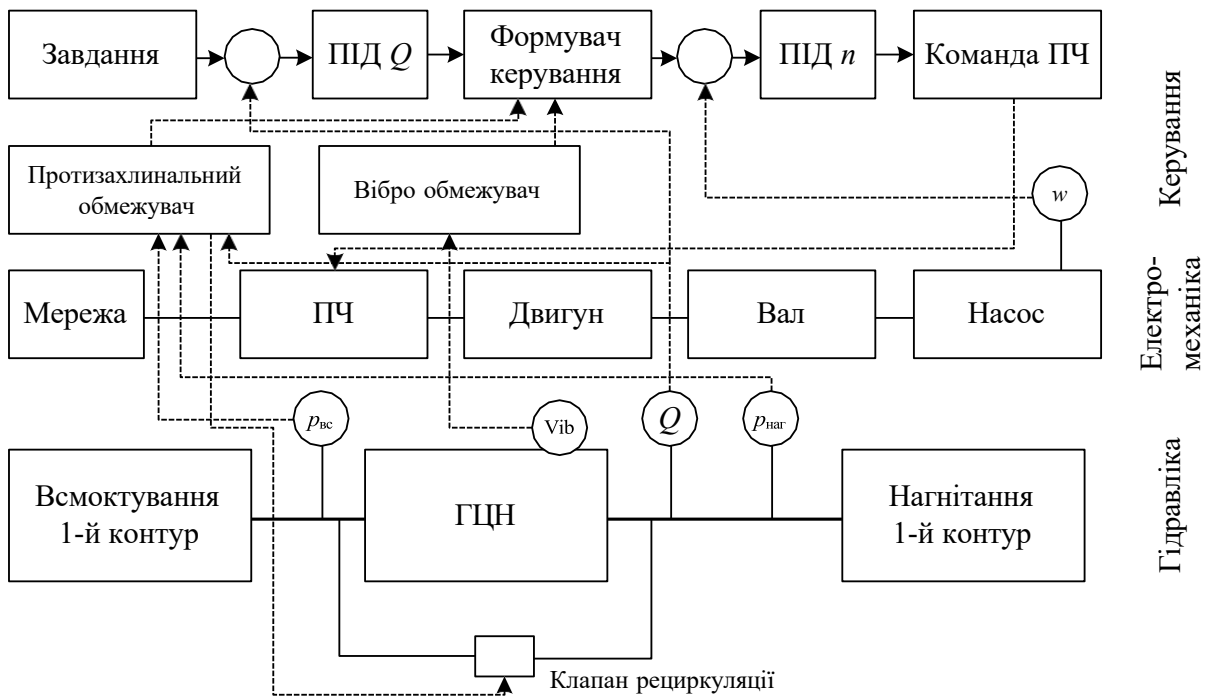 Завдання
ПІД Q
Формувач
керування
ПІД n
Команда ПЧ
Керування
Протизахлинальний
обмежувач
Вібро обмежувач
w
Мережа
ПЧ
Двигун
Вал
Насос
Електро-
механіка
pвс
Vib
Q
pнаг
Всмоктування
1-й контур
ГЦН
Нагнітання
1-й контур
Гідравліка
Клапан рециркуляції